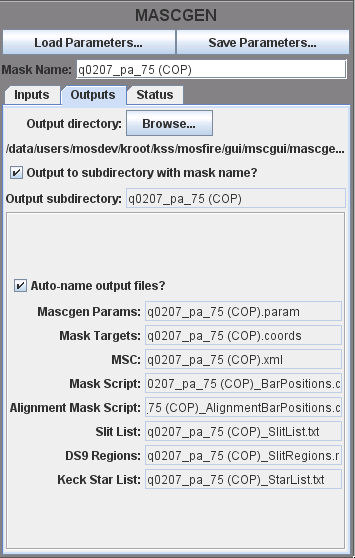 MASCGEN
Load Parameters... Save Parameters...
Mask Name: q0207_pa_75 (COP)
Inputs Outputs Status
Output directory: Browse...
/data/users/mosdev/kroot/kss/mosfire/gui/mscgui/mascge...
Output to subdirectory with mask name?
Output subdirectory: q0207_pa_75 (COP)
Auto-name output files?
Mascgen Params: q0207_pa_75 (COP).param
Mask Targets: q0207_pa_75 (COP).coords
MSC: q0207_pa_75 (COP).xml
Mask Script: 0207_pa_75 (COP)_BarPositions.c
Alignment Mask Script: 75 (COP)_AlignmentBarPositions.c
Slit List: q0207_pa_75 (COP)_SlitList.txt
DS9 Regions: q0207_pa_75 (COP)_SlitRegions.r
Keck Star List: q0207_pa_75 (COP)_StarList.txt